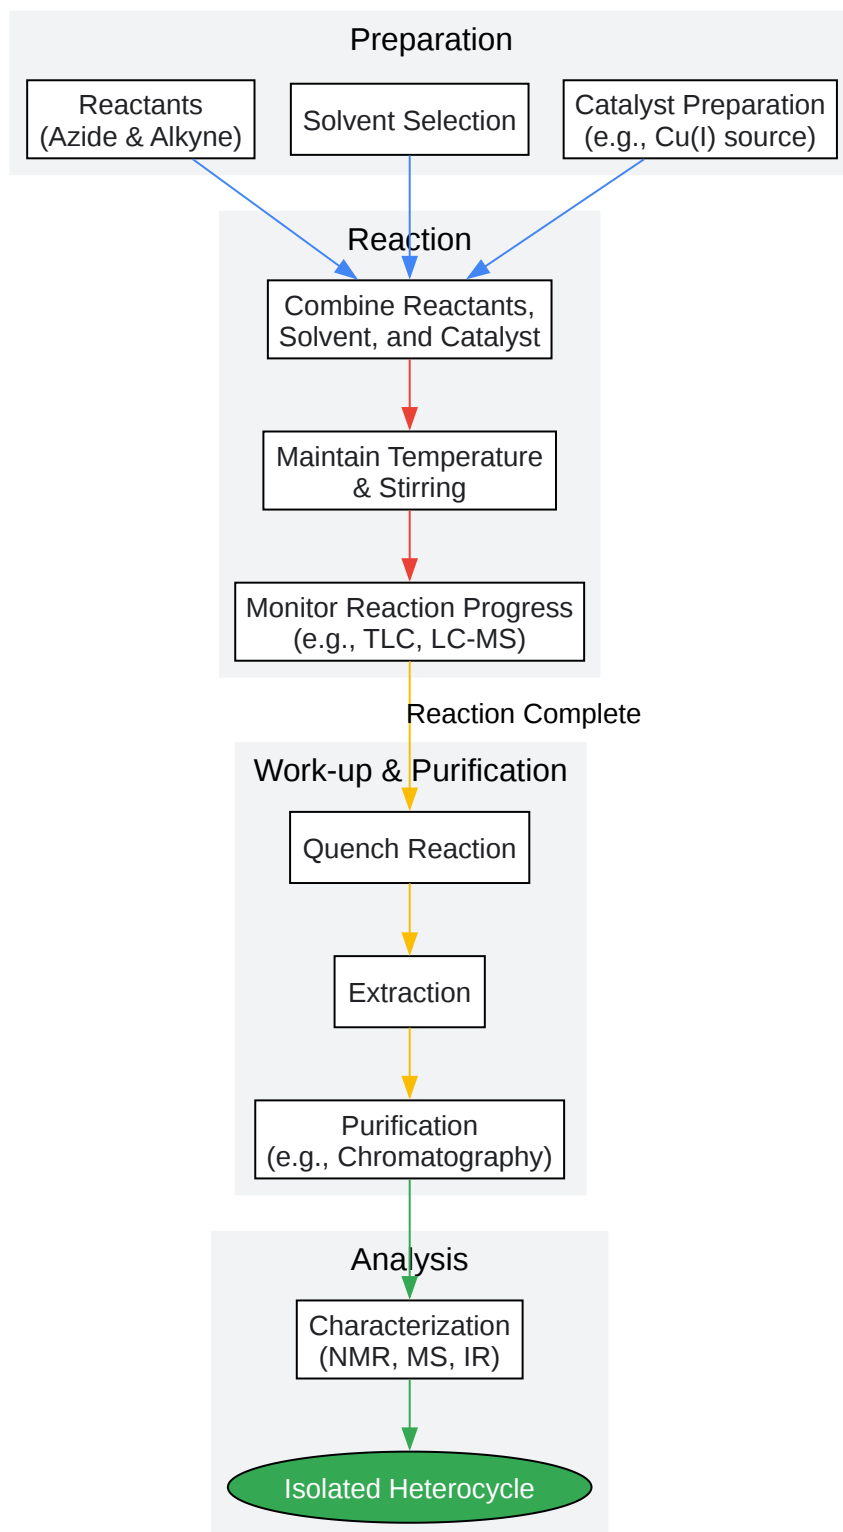 Preparation
Reactants
(Azide & Alkyne)
Solvent Selection
Catalyst Preparation
(e.g., Cu(I) source)
Reaction
Combine Reactants,
Solvent, and Catalyst
Maintain Temperature
& Stirring
Monitor Reaction Progress
(e.g., TLC, LC-MS)
Reaction Complete
Work-up & Purification
Quench Reaction
Extraction
Purification
(e.g., Chromatography)
Analysis
Characterization
(NMR, MS, IR)
Isolated Heterocycle